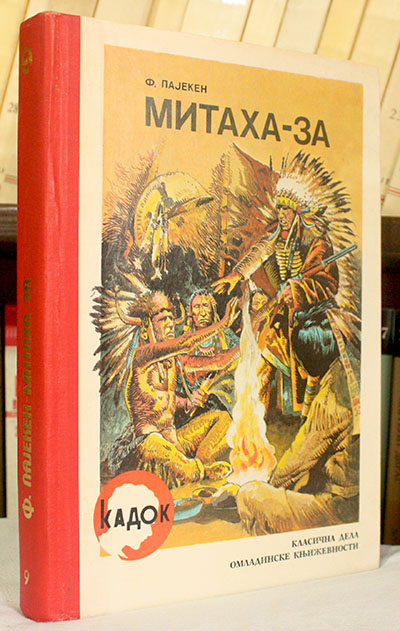 Ф. ПАЈЕКЕН
МИТАХА-ЗА
КАДОК
КЛАСИЧНА ДЕЛА
ОМЛАДИНСКЕ КЊИЖЕВНОСТИ
Ф. ПАЈЕКЕН МИТАХА-ЗА
9